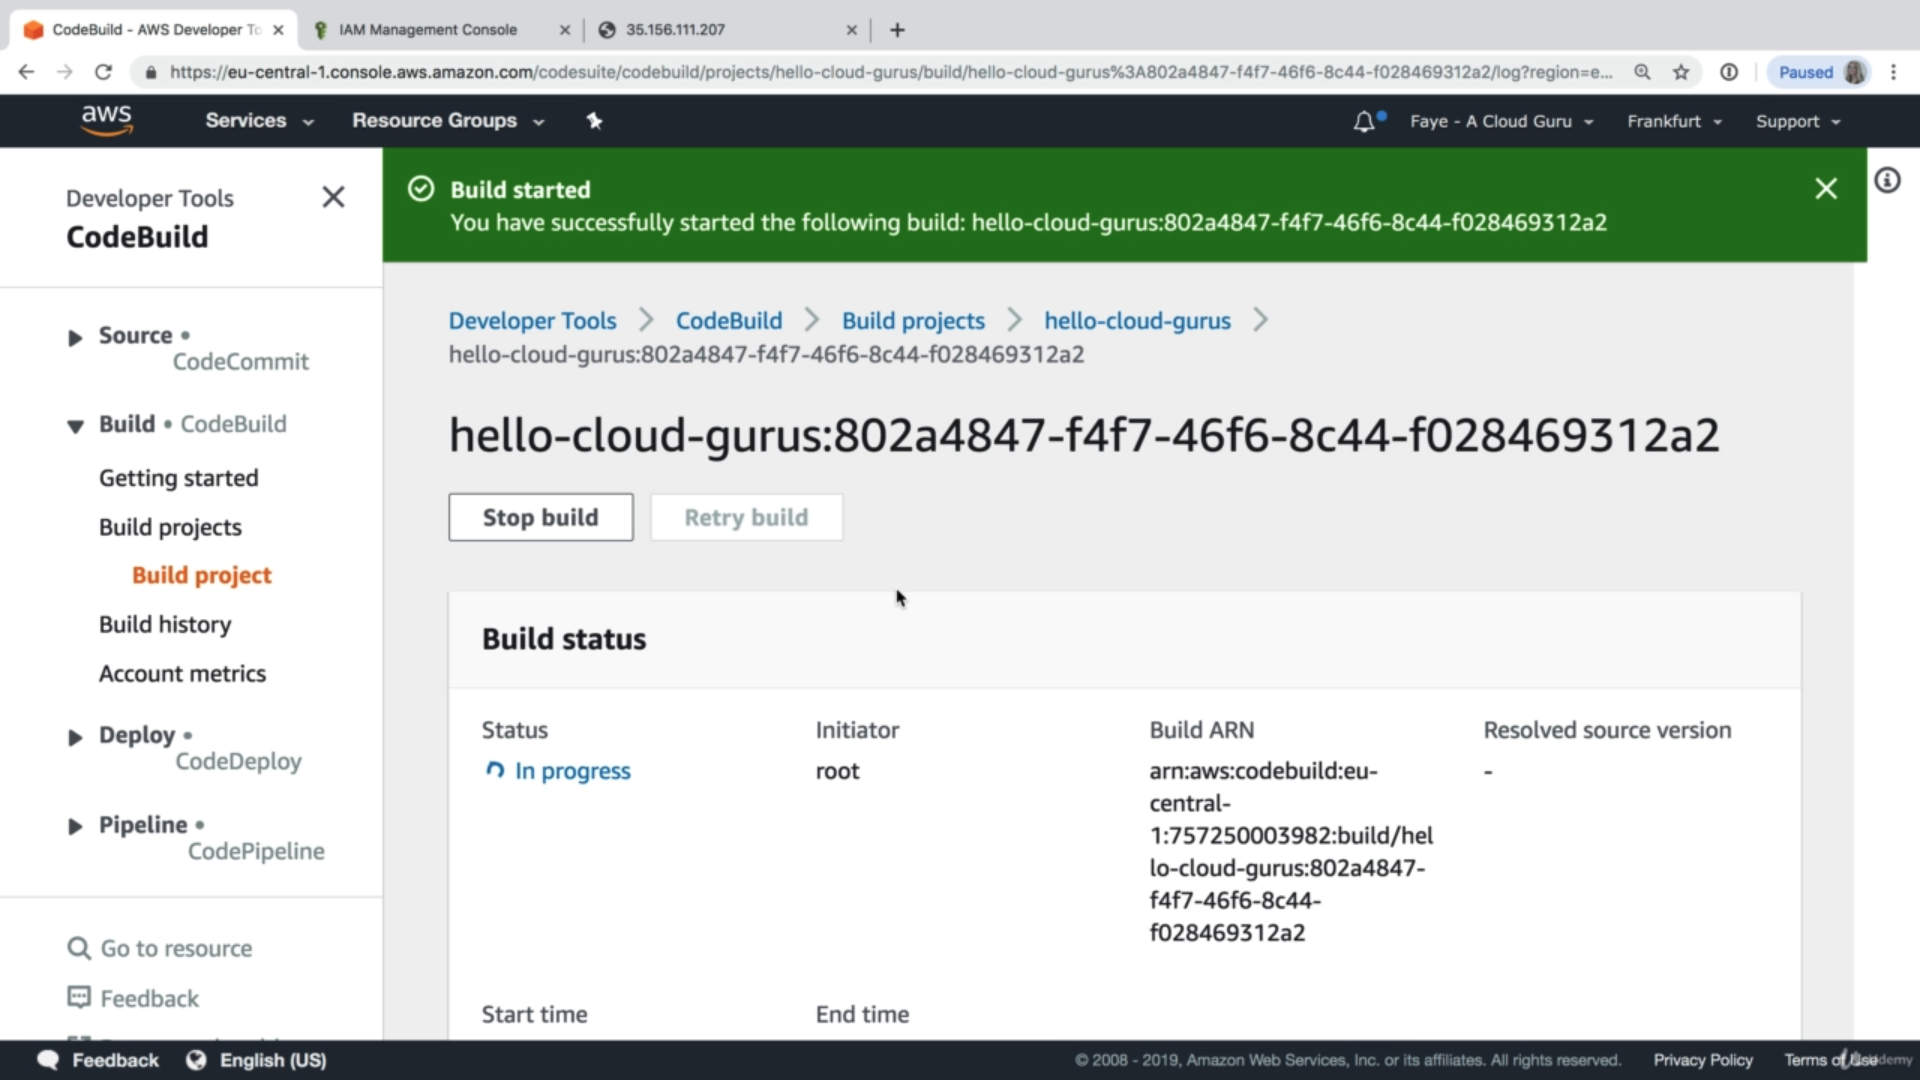 CodeBuild - AWS Developer To
IAM Management Console
35.156.111.207
https://eu-central-1.console.aws.amazon.com/codesuite/codebuild/projects/hello-cloud-gurus/build/hello-cloud-gurus%3A802a4847-f4f7-46f6-8c44-f028469312a2/log?region=e...
Paused
aws
Services
Resource Groups
Faye - A Cloud Guru
Frankfurt
Support
Developer Tools
CodeBuild
Source •
CodeCommit
Build • CodeBuild
Getting started
Build projects
Build project
Build history
Account metrics
Deploy •
CodeDeploy
Pipeline •
CodePipeline
Go to resource
Feedback
Build started
You have successfully started the following build: hello-cloud-gurus:802a4847-f4f7-46f6-8c44-f028469312a2
Developer Tools > CodeBuild > Build projects > hello-cloud-gurus >
hello-cloud-gurus:802a4847-f4f7-46f6-8c44-f028469312a2
hello-cloud-gurus:802a4847-f4f7-46f6-8c44-f028469312a2
Stop build
Retry build
Build status
Status
In progress
Initiator
root
Build ARN
arn:aws:codebuild:eu-
central-
1:757250003982:build/hel
lo-cloud-gurus:802a4847-
f4f7-46f6-8c44-
f028469312a2
Resolved source version
-
Start time
End time
Feedback
English (US)
© 2008 - 2019, Amazon Web Services, Inc. or its affiliates. All rights reserved.
Privacy Policy
Terms of Use